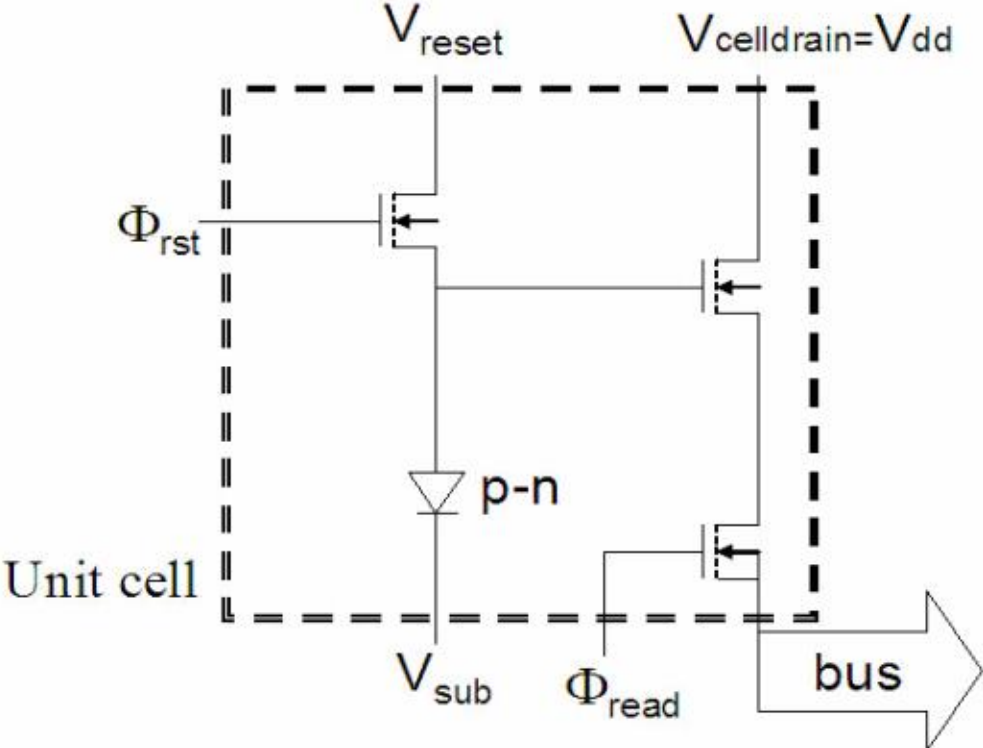 Vreset
Vcelldrain=Vdd
Φrst
p-n
Unit cell
Vsub
Φread
bus